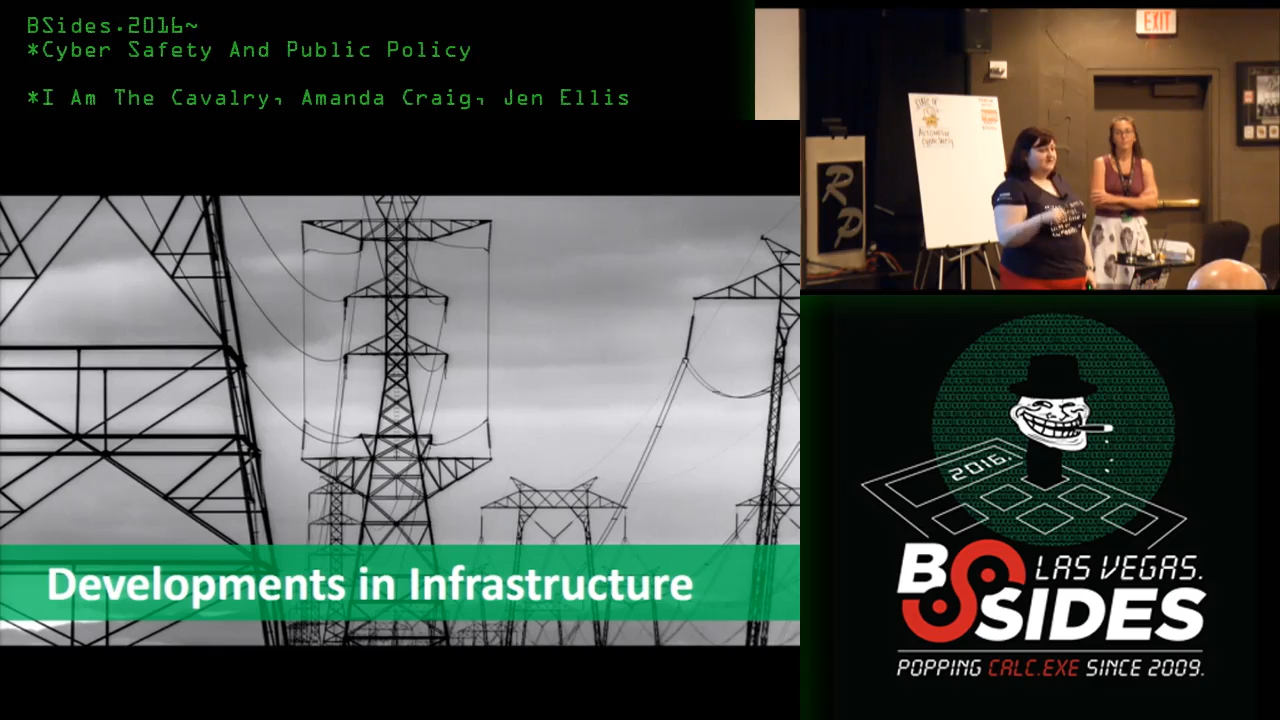 BSides.2016~
*Cyber Safety And Public Policy
*I Am The Cavalry, Amanda Craig, Jen Ellis
EXIT
RP
Developments in Infrastructure
2016.
BSIDES
LAS VEGAS.
POPPING CALC.EXE SINCE 2009.